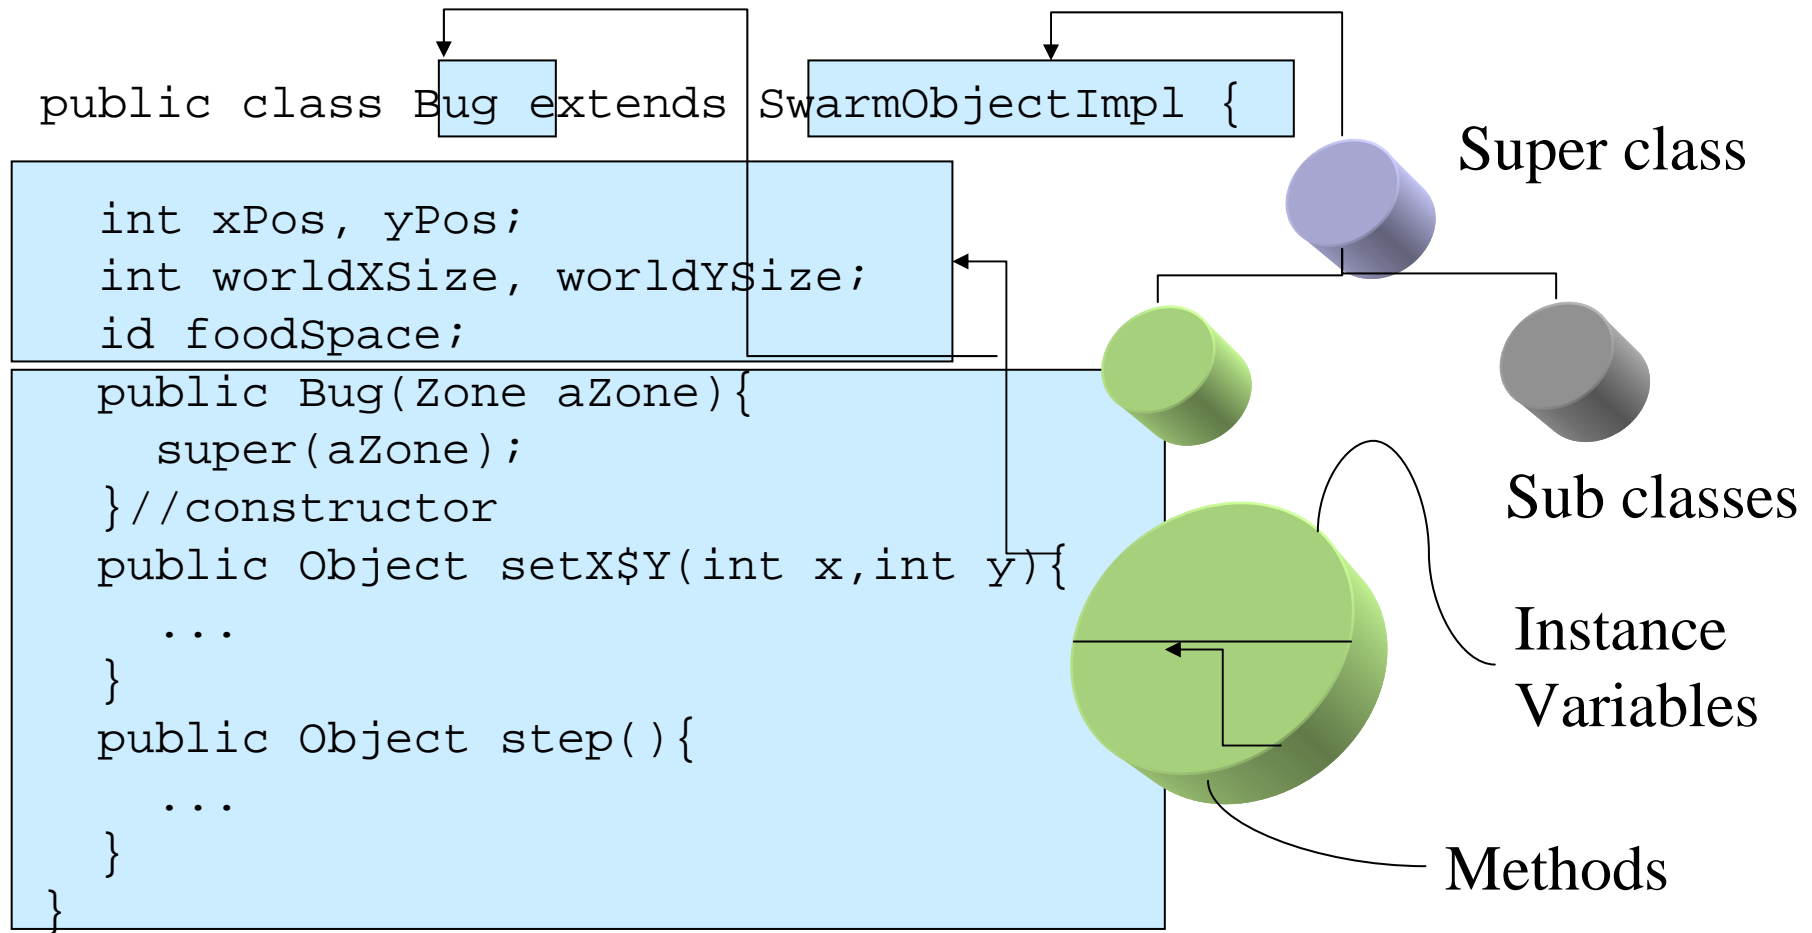 public class Bug extends SwarmObjectImpl {
int xPos, yPos;
int worldXSize, worldYSize;
id foodSpace;
public Bug(Zone aZone){
super(aZone);
}//constructor
public Object setX$Y(int x,int y){
...
}
public Object step(){
...
}
}
Super class
Sub classes
Instance
Variables
Methods